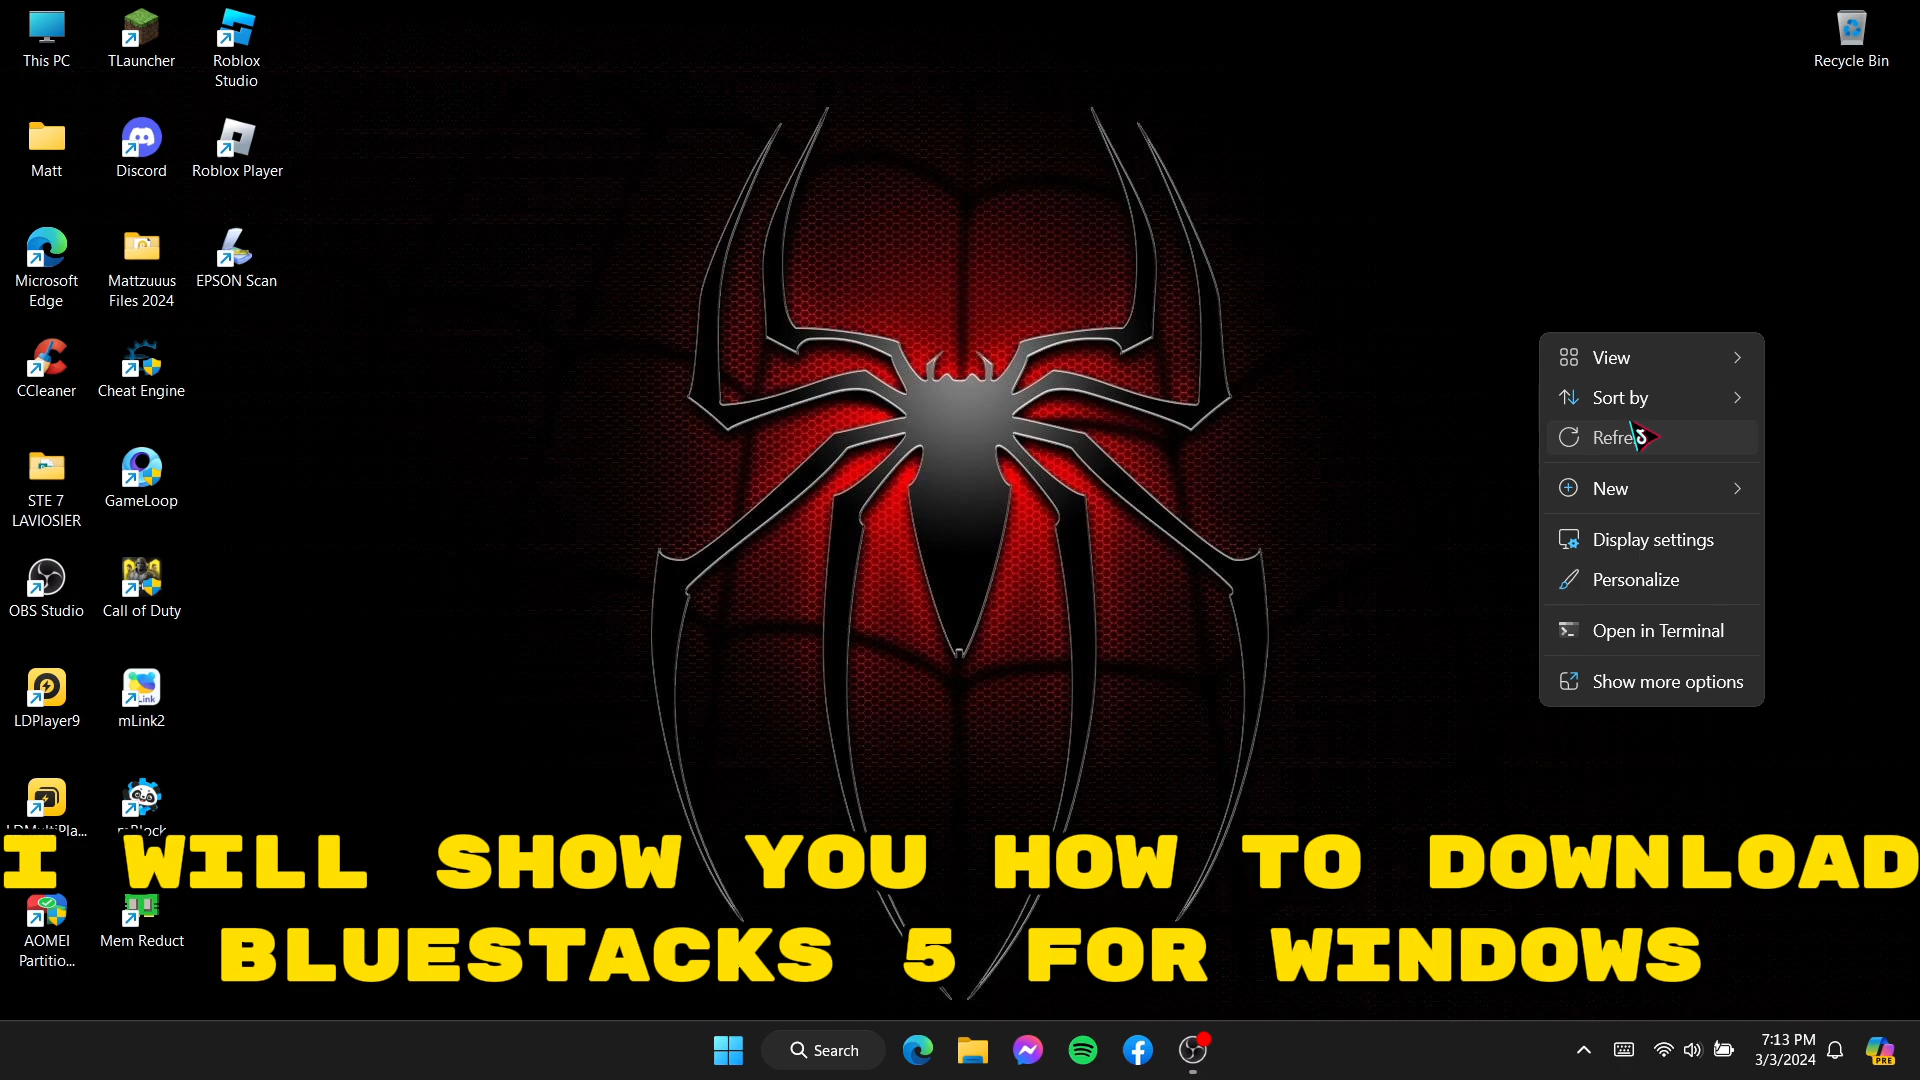 This PC
TLauncher
Roblox
Studio
Recycle Bin
Matt
Discord
Roblox Player
Microsoft
Edge
Mattzuuus
Files 2024
EPSON Scan
CCleaner
Cheat Engine
STE 7
LAVIOSIER
GameLoop
OBS Studio
Call of Duty
LDPlayer9
mLink2
LDMultiPla...
mBlock
AOMEI
Partitio...
Mem Reduct
View
Sort by
New
Display settings
Personalize
Open in Terminal
Show more options
I WILL SHOW YOU HOW TO DOWNLOAD
BLUESTACKS 5 FOR WINDOWS
Search
7:13 PM
3/3/2024
PRE